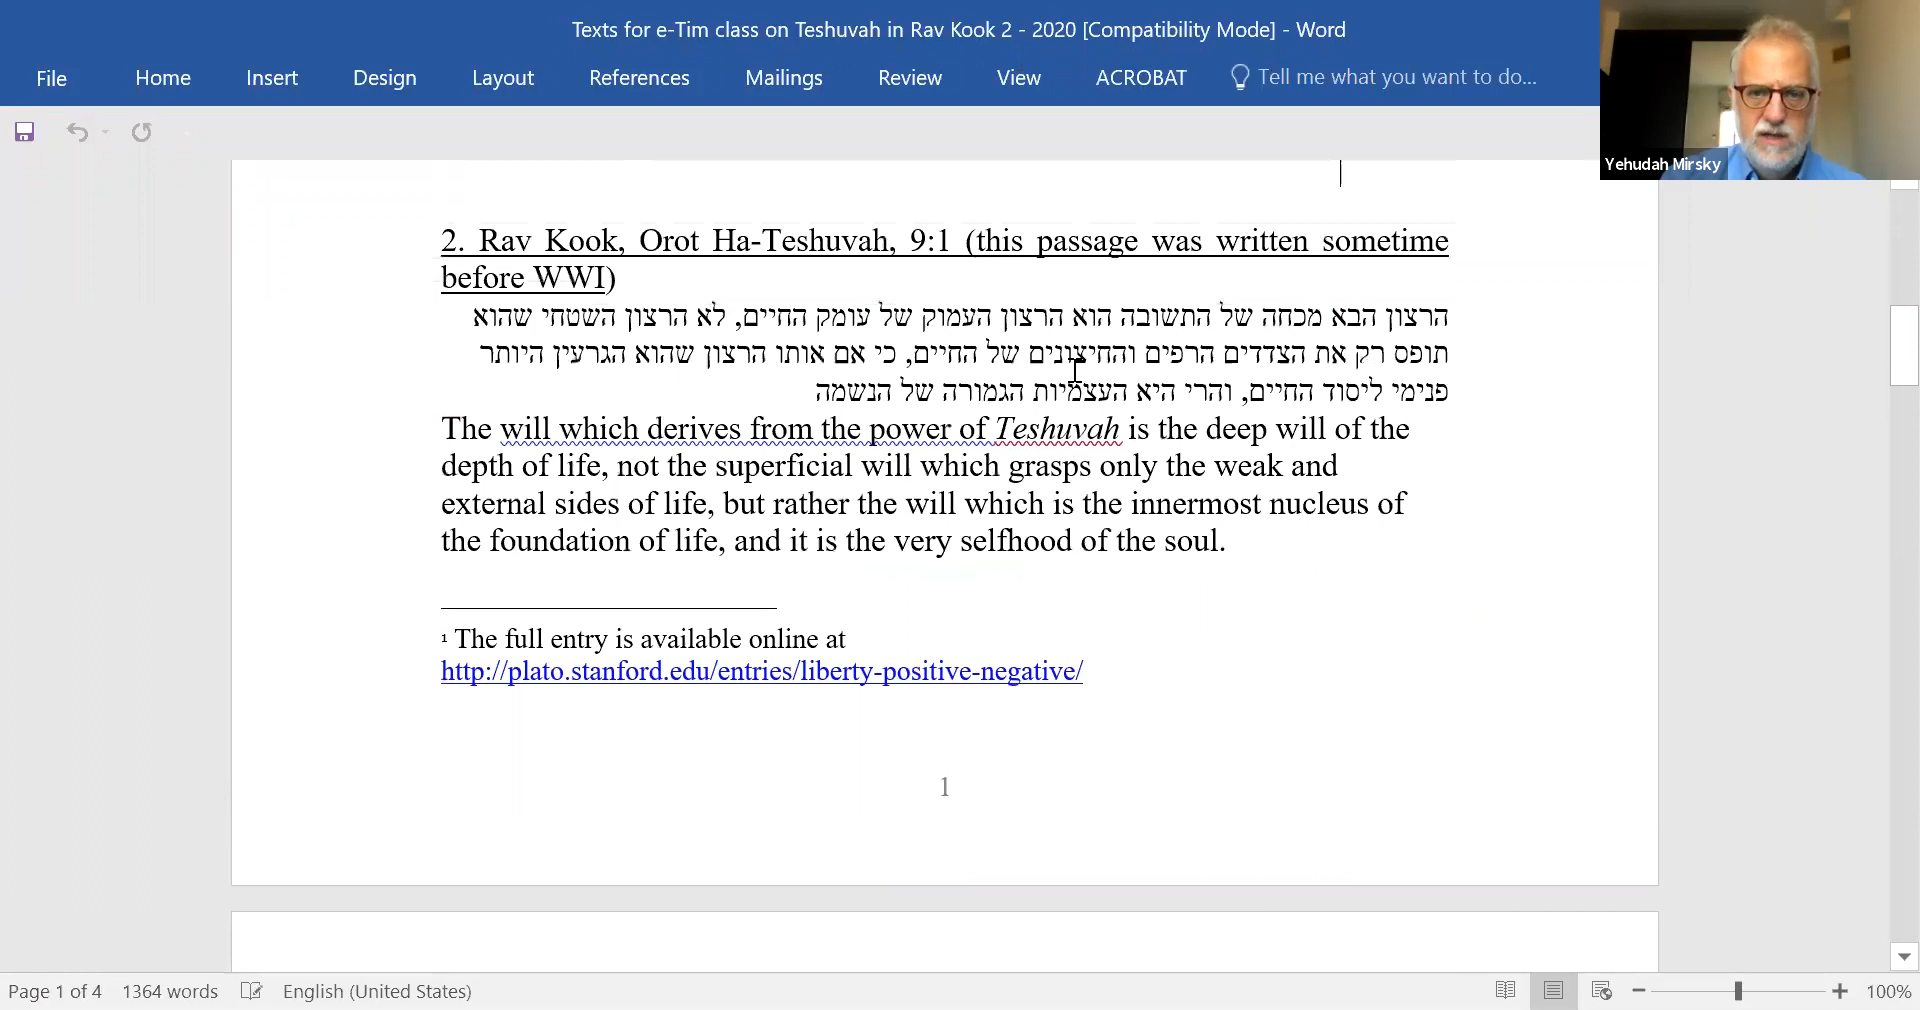 Texts for e-Tim class on Teshuvah in Rav Kook 2 - 2020 [Compatibility Mode] - Word
File Home Insert Design Layout References Mailings Review View ACROBAT Tell me what you want to do...
Yehudah Mirsky
2. Rav Kook, Orot Ha-Teshuvah, 9:1 (this passage was written sometime
before WWI)
הרצון הבא מכחה של התשובה הוא הרצון העמוק של עומק החיים, לא הרצון השטחי שהוא
תופס רק את הצדדים הרפים והחיצונים של החיים, כי אם אותו הרצון שהוא הגרעין היותר
פנימי ליסוד החיים, והרי היא העצמיות הגמורה של הנשמה
The will which derives from the power of Teshuvah is the deep will of the
depth of life, not the superficial will which grasps only the weak and
external sides of life, but rather the will which is the innermost nucleus of
the foundation of life, and it is the very selfhood of the soul.
1 The full entry is available online at
http://plato.stanford.edu/entries/liberty-positive-negative/
1
Page 1 of 4 1364 words English (United States) 100%